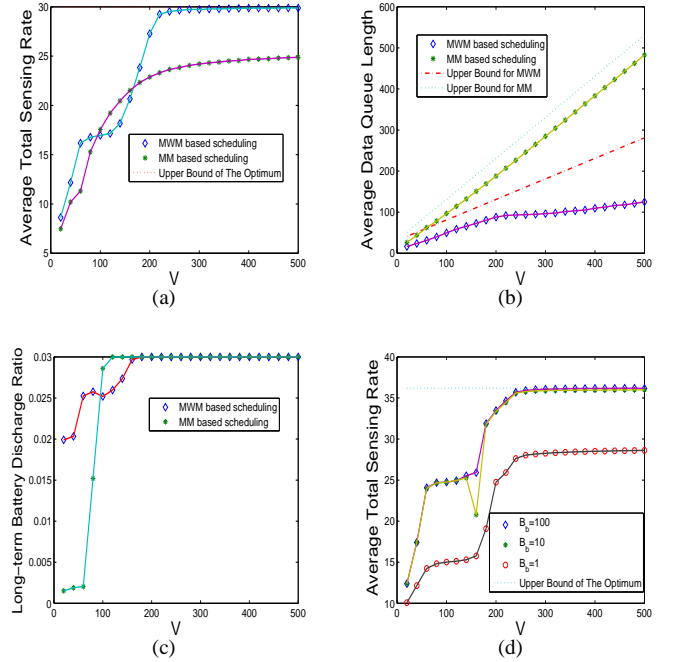 30
25
20
15
10
5
0 100 200 300 400 500
Average Total Sensing Rate
V
MWM based scheduling
MM based scheduling
Upper Bound of The Optimum
(a)
600
500
400
300
200
100
0
0 100 200 300 400 500
Average Data Queue Length
V
MWM based scheduling
MM based scheduling
Upper Bound for MWM
Upper Bound for MM
(b)
0.03
0.025
0.02
0.015
0.01
0.005
0
0 100 200 300 400 500
Long-term Battery Discharge Ratio
V
MWM based scheduling
MM based scheduling
(c)
40
35
30
25
20
15
10
0 100 200 300 400 500
Average Total Sensing Rate
V
B_b=100
B_b=10
B_b=1
Upper Bound of The Optimum
(d)